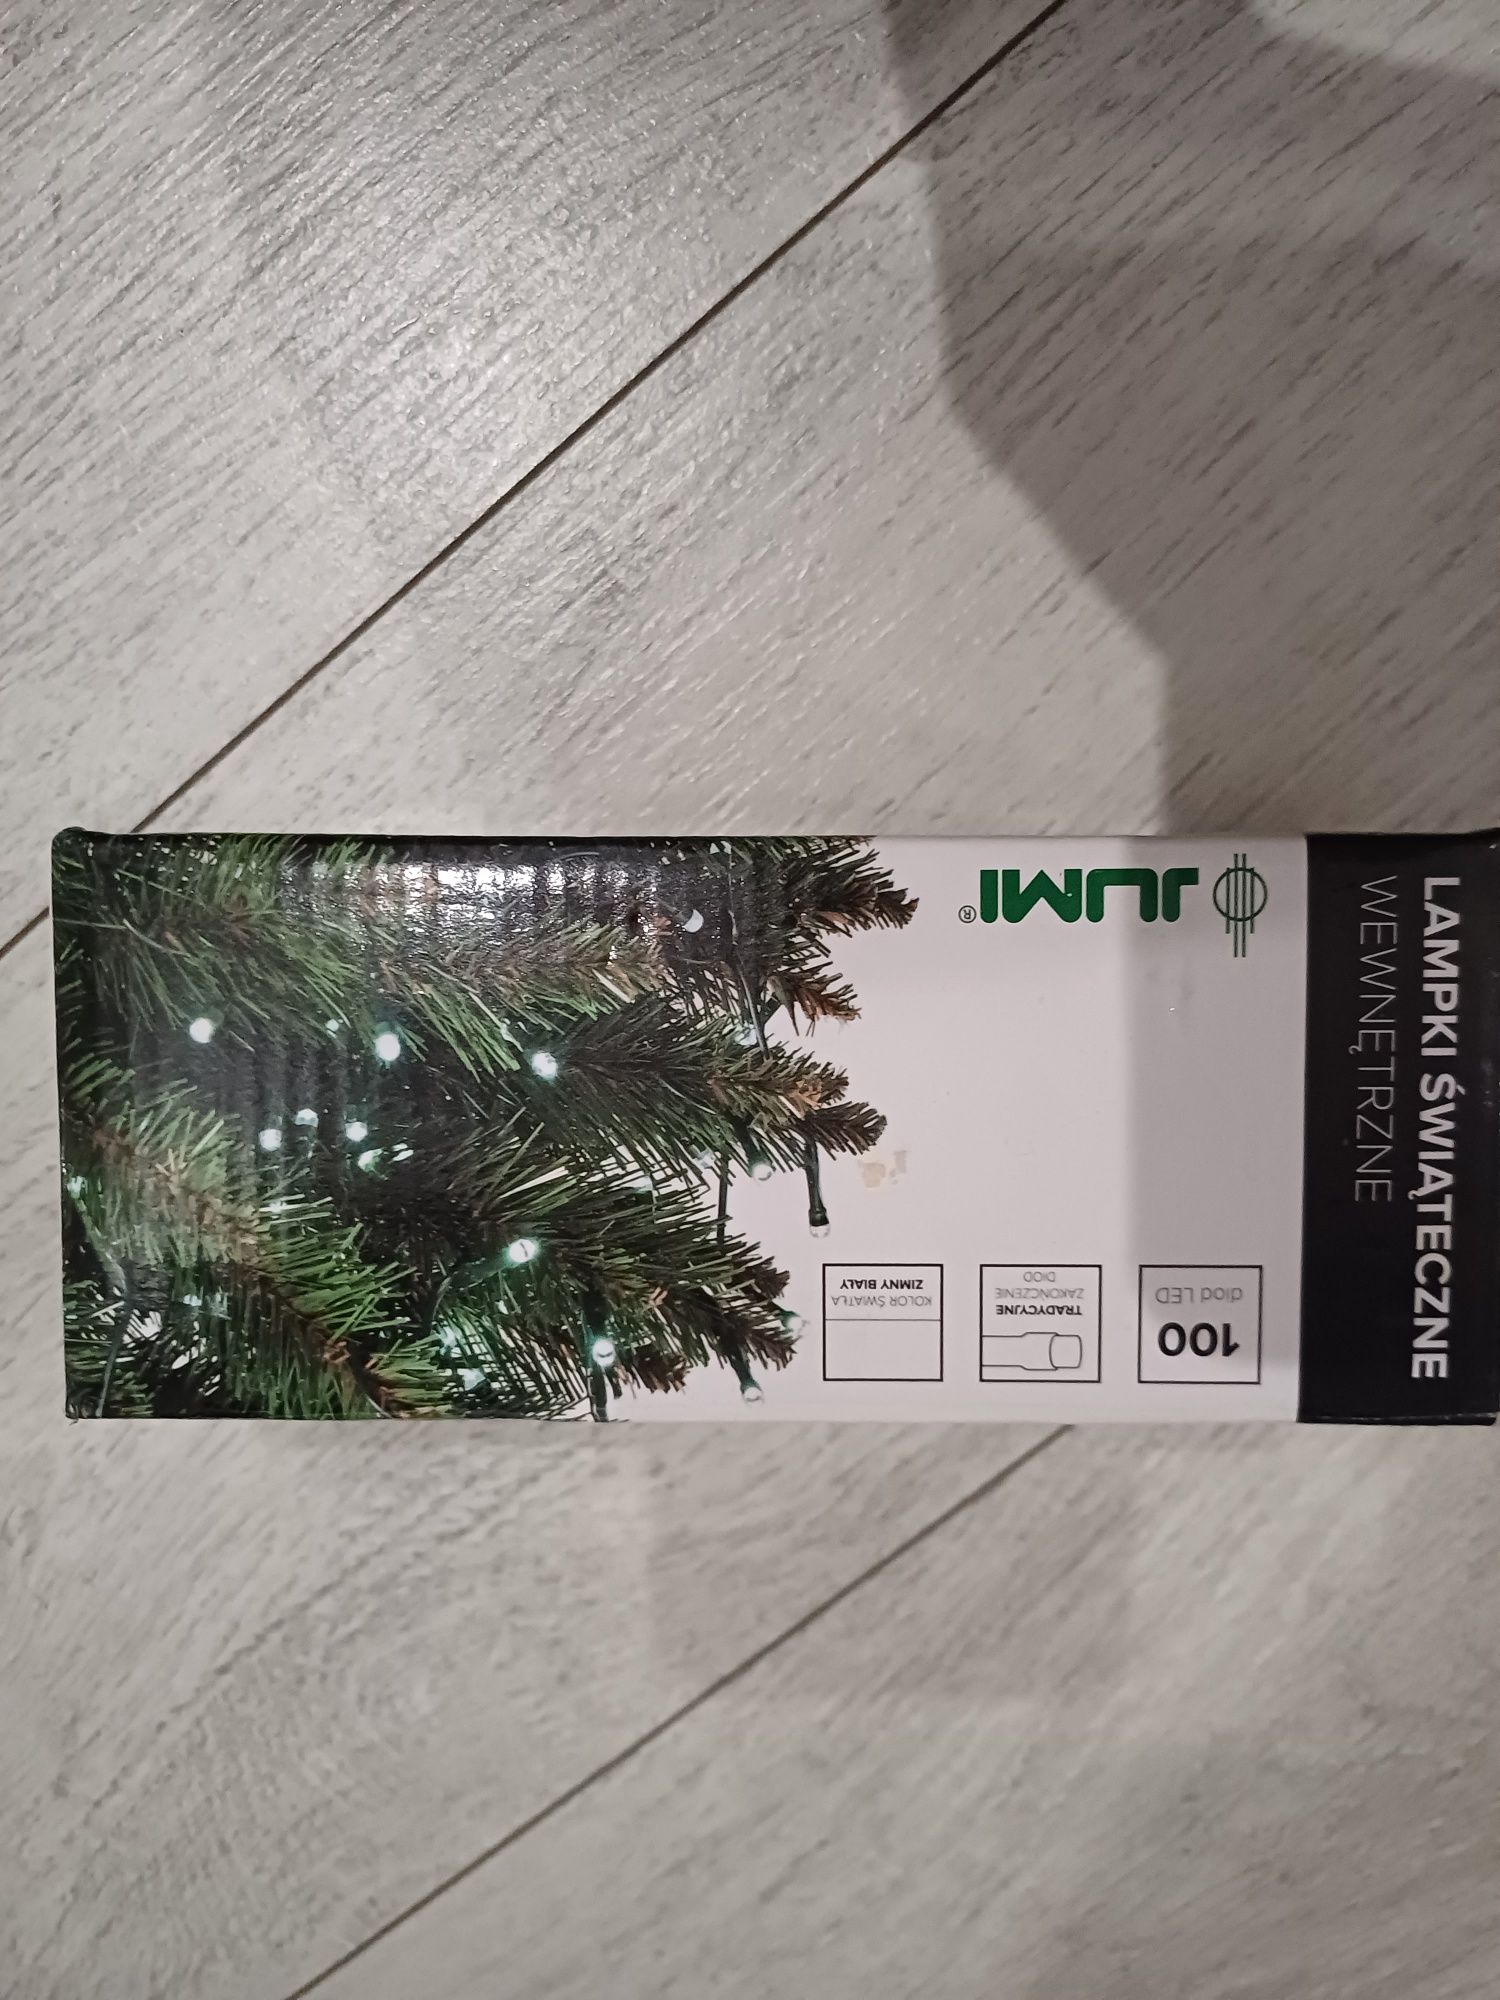 LAMPKI ŚWIĄTECZNE
WEWNĘTRZNE
JUMI®
100
diod LED
TRADYCYJNE
ZAKOŃCZENIE
DIOD
KOLOR ŚWIATŁA
ZIMNY BIAŁY